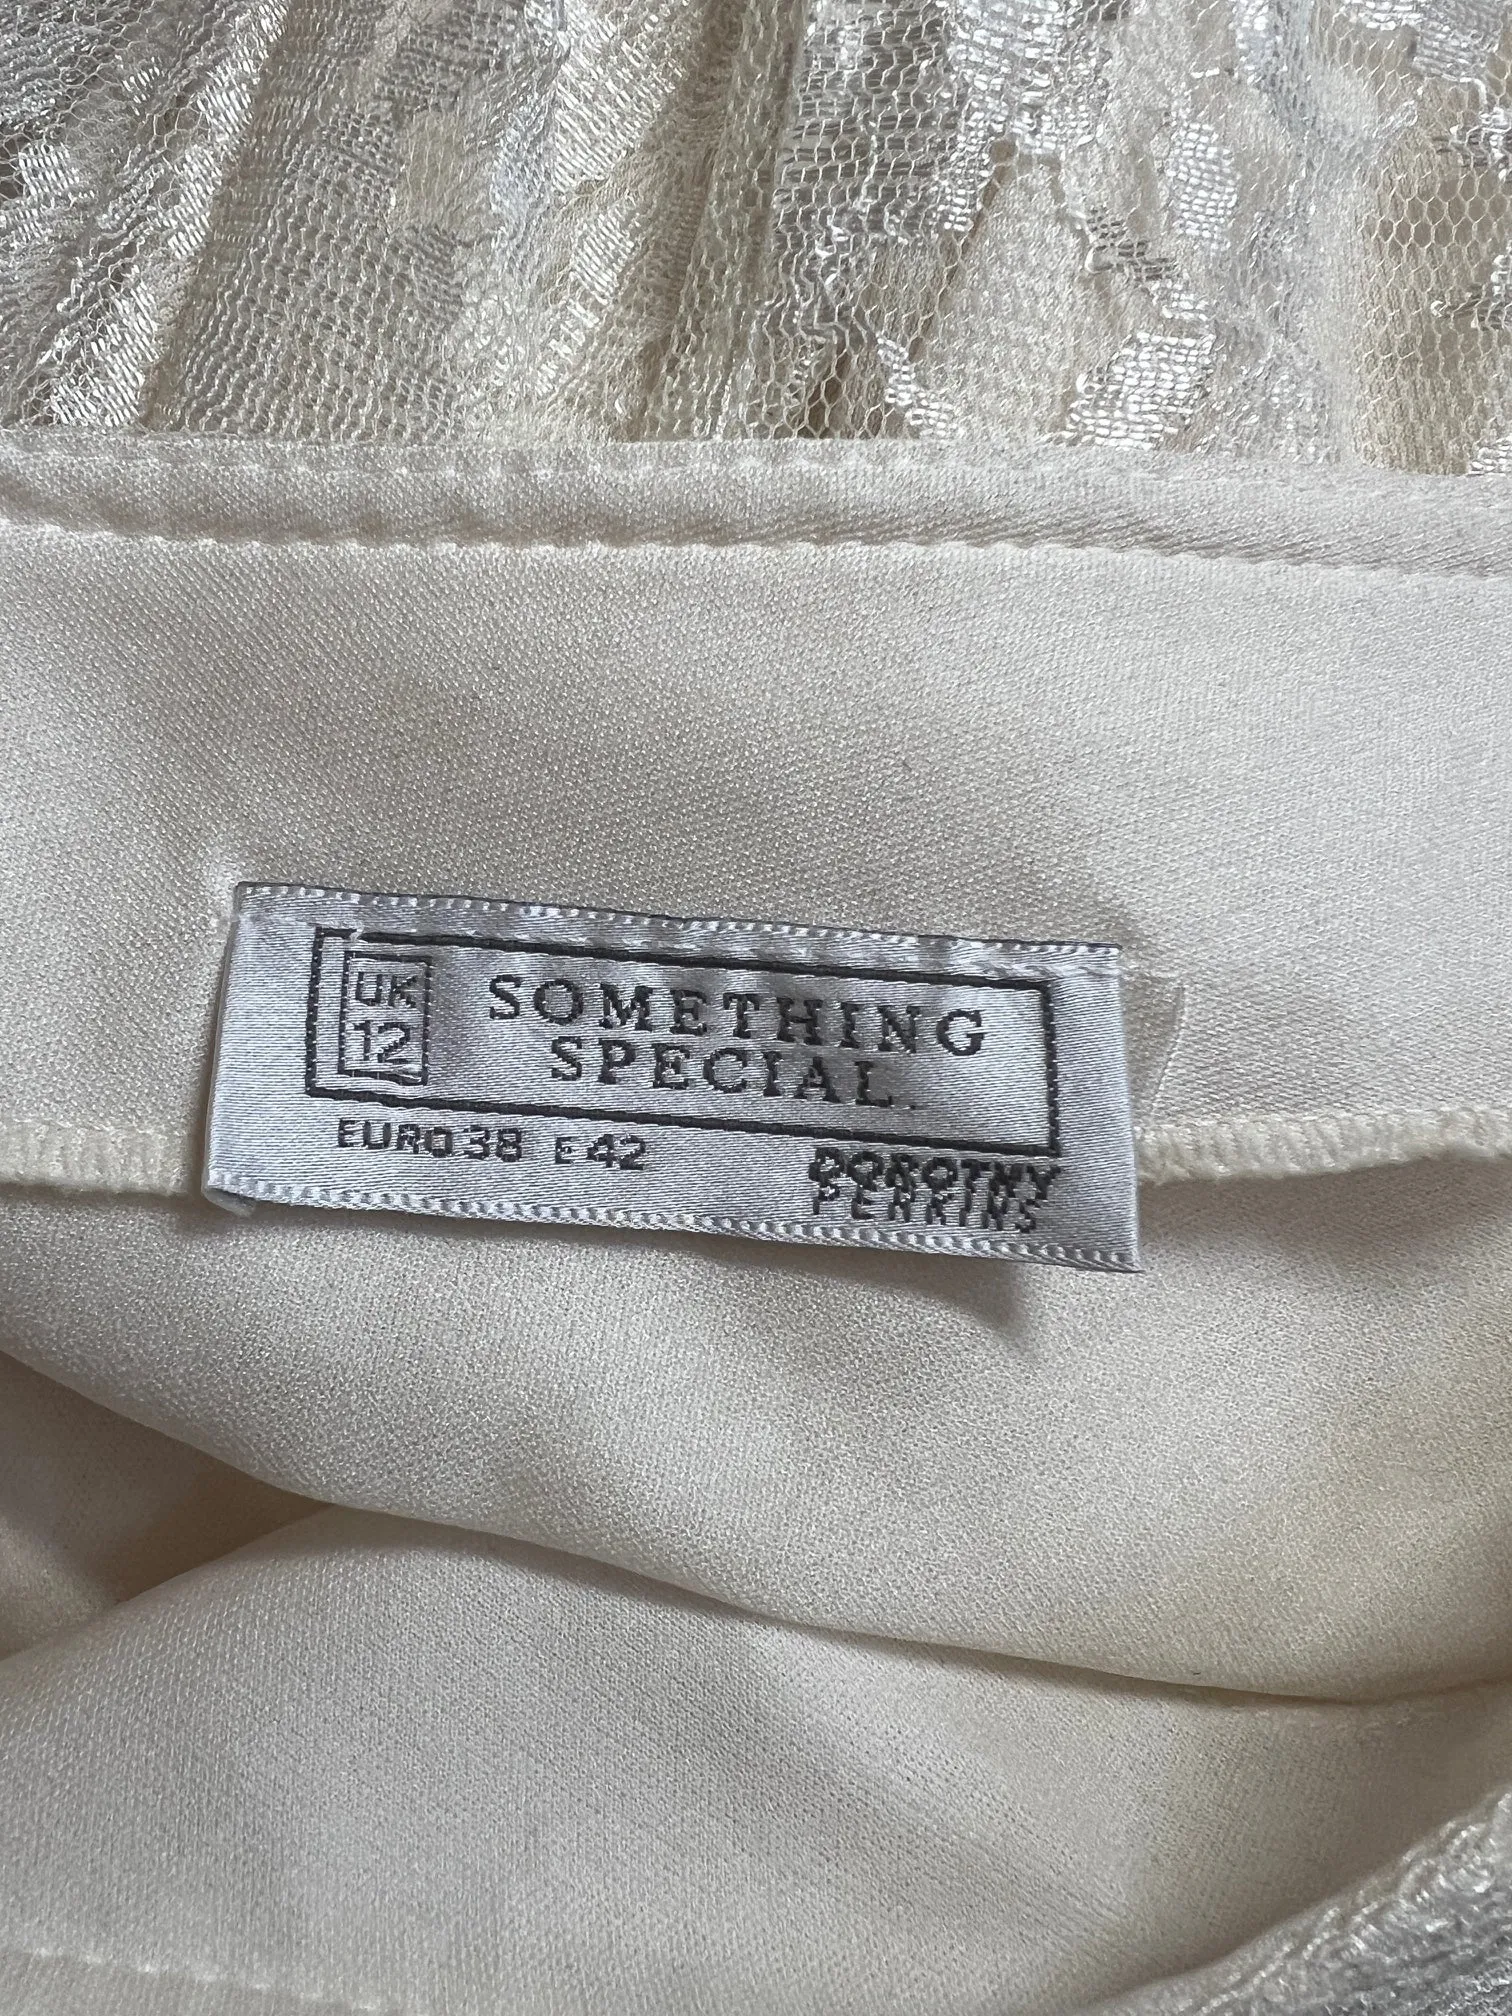 UK
12
SOMETHING
SPECIAL.
EURO 38 E 42
DOROTHY
PERKINS